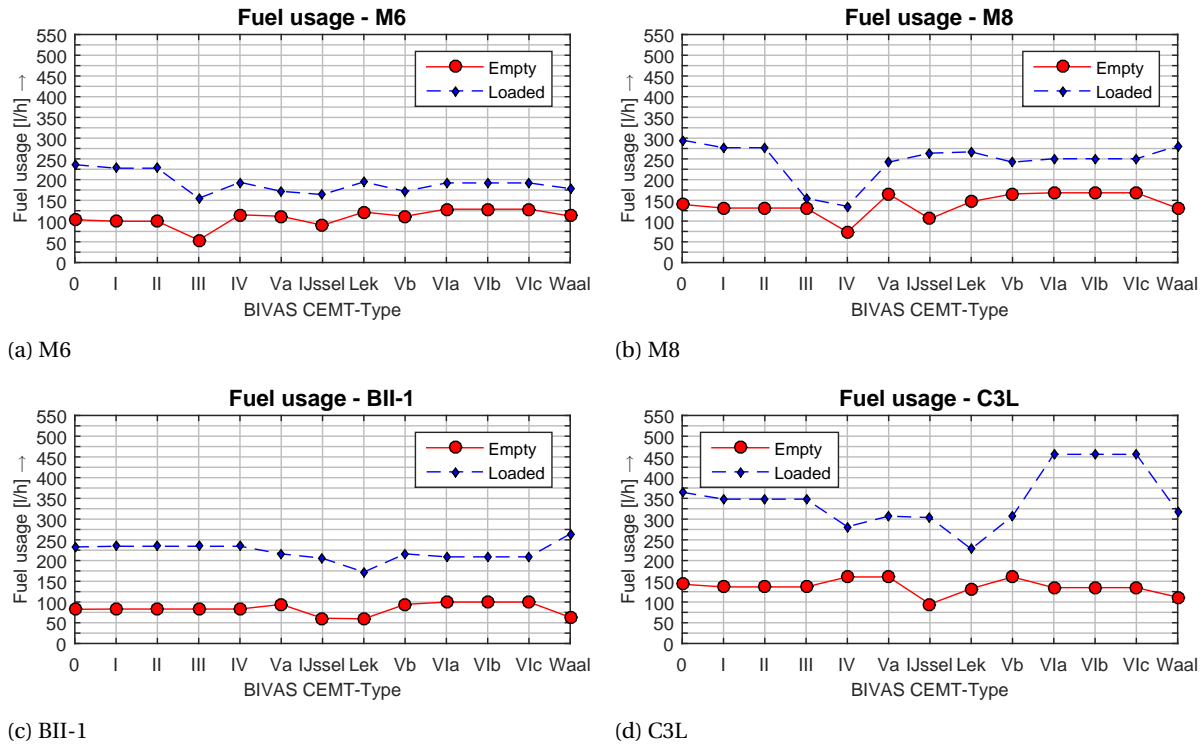 Fuel usage - M6
550
500
450
400
350
300
250
200
150
100
50
0
Fuel usage [l/h] →
Empty
Loaded
0 I II III IV Va IJssel Lek Vb VIa VIb VIc Waal
BIVAS CEMT-Type
(a) M6
Fuel usage - M8
550
500
450
400
350
300
250
200
150
100
50
0
Fuel usage [l/h] →
Empty
Loaded
0 I II III IV Va IJssel Lek Vb VIa VIb VIc Waal
BIVAS CEMT-Type
(b) M8
Fuel usage - BII-1
550
500
450
400
350
300
250
200
150
100
50
0
Fuel usage [l/h] →
Empty
Loaded
0 I II III IV Va IJssel Lek Vb VIa VIb VIc Waal
BIVAS CEMT-Type
(c) BII-1
Fuel usage - C3L
550
500
450
400
350
300
250
200
150
100
50
0
Fuel usage [l/h] →
Empty
Loaded
0 I II III IV Va IJssel Lek Vb VIa VIb VIc Waal
BIVAS CEMT-Type
(d) C3L